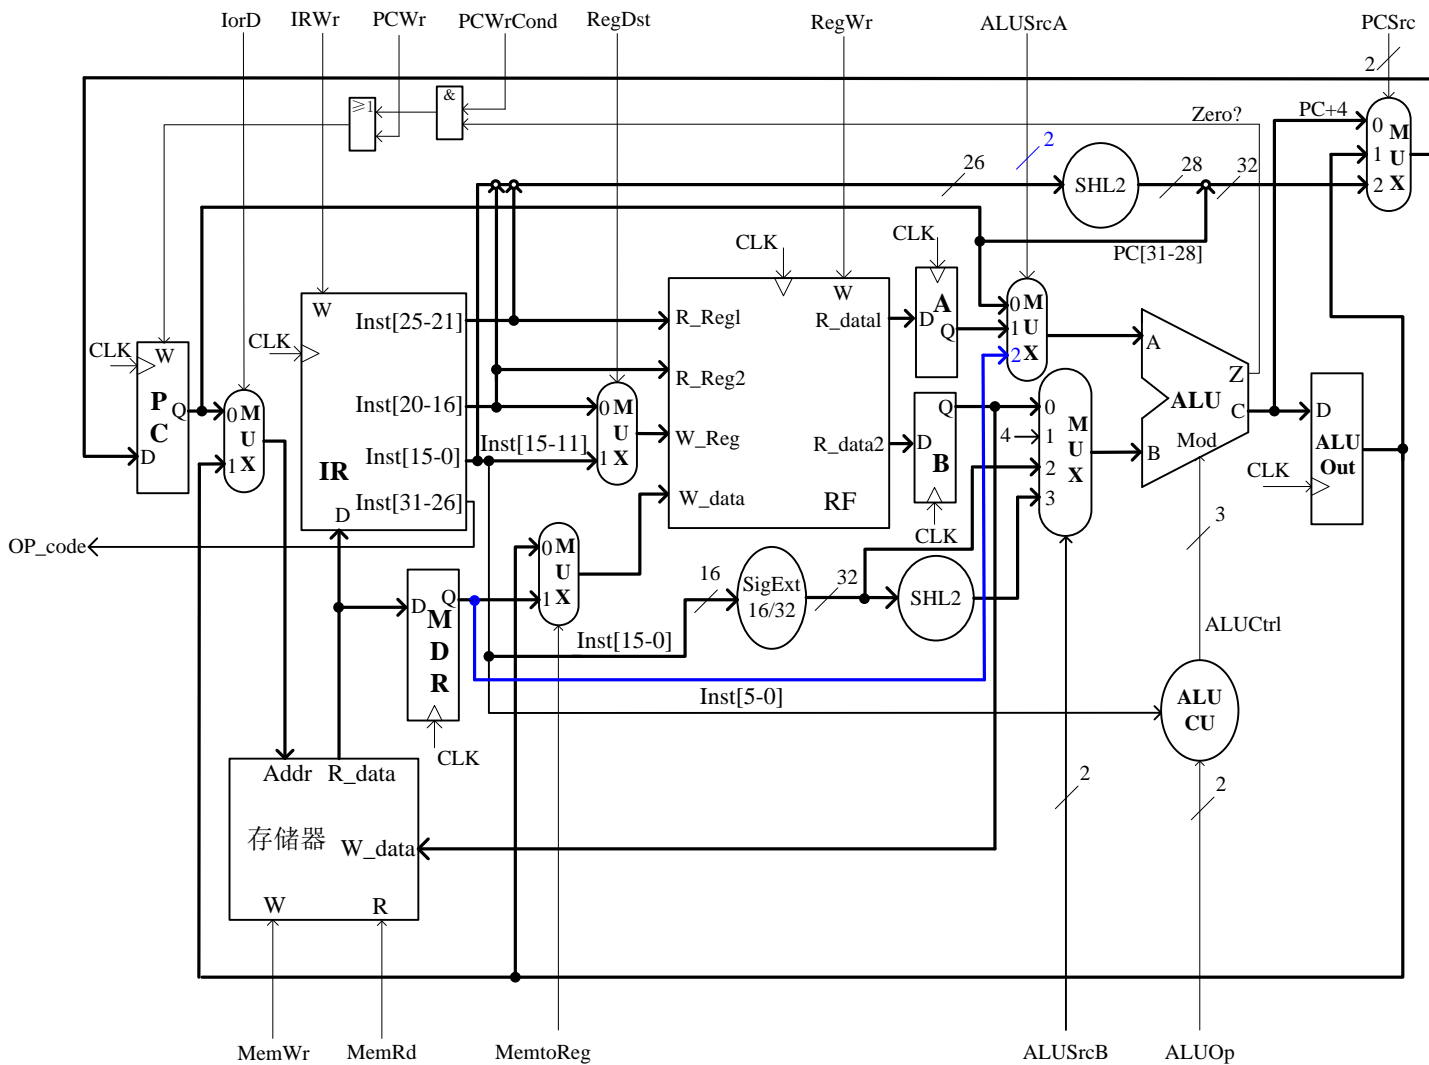 IorD IRWr PCWr PCWrCond RegDst RegWr ALUSrcA PCSrc
2
≥1 & Zero? PC+4
0 M
1 U
2 X
2 26 SHL2 28 32
CLK CLK PC[31-28]
W Inst[25-21] R_Reg1 W R_data1 D A Q 0 M
1 U
2 X A
CLK CLK W
P Q 0 M
C U
D 1 X
R_Reg2 Z
Inst[20-16] 0 M Q 0 M ALU C D
U 4 1 U ALU
Inst[15-11] 1 X W_Reg R_data2 D B 2 X Mod Out
Inst[15-0] B
IR 3 CLK
Inst[31-26] W_data RF
D CLK 3
OP_code
0 M
U
1 X
D Q M
D
R
16 SigExt
16/32
32 SHL2
Inst[15-0] ALUCtrl
Inst[5-0] ALU
CU
CLK
Addr R_data 2 2
存储器 W_data
W R
MemWr MemRd MemtoReg ALUSrcB ALUOp